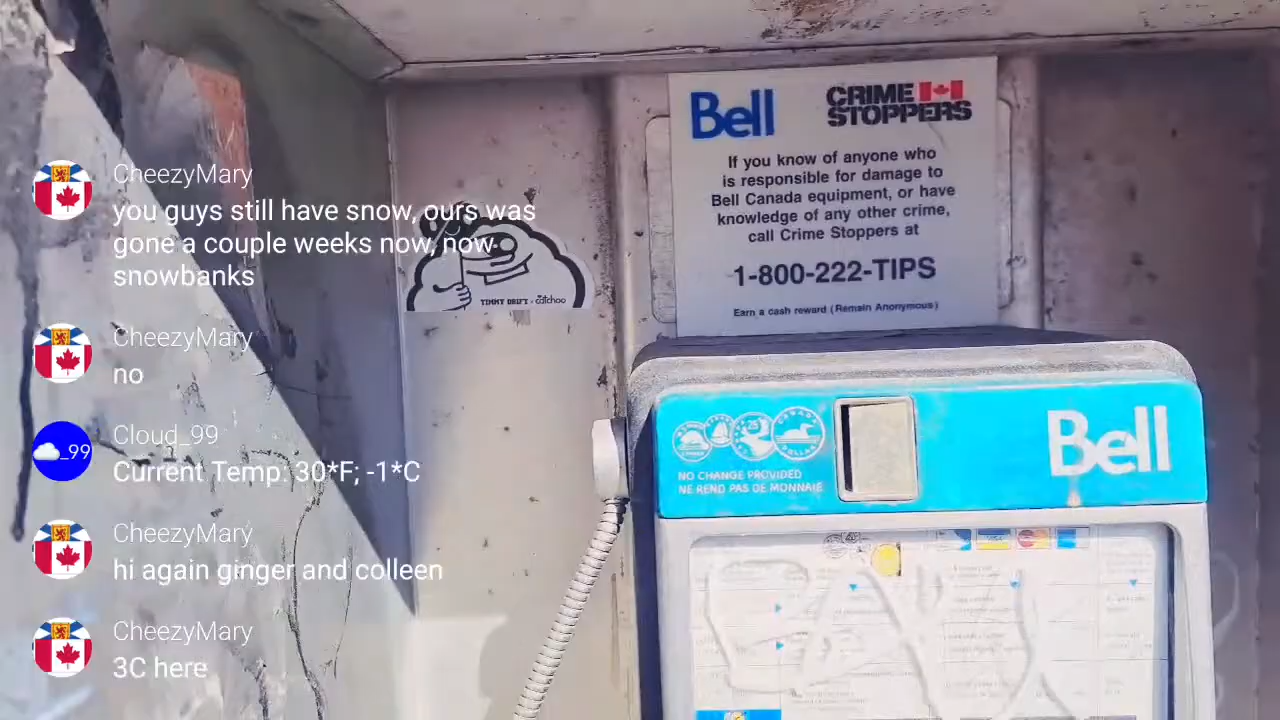 CheezyMary
you guys still have snow, ours was
gone a couple weeks now, now
snowbanks
CheezyMary
no
Cloud_99
_99
Current Temp: 30*F; -1*C
CheezyMary
hi again ginger and colleen
CheezyMary
3C here
TIMMY DRIFT x catchoo
Bell
CRIME STOPPERS
If you know of anyone who
is responsible for damage to
Bell Canada equipment, or have
knowledge of any other crime,
call Crime Stoppers at
1-800-222-TIPS
Earn a cash reward (Remain Anonymous)
Bell
NO CHANGE PROVIDED
NE REND PAS DE MONNAIE